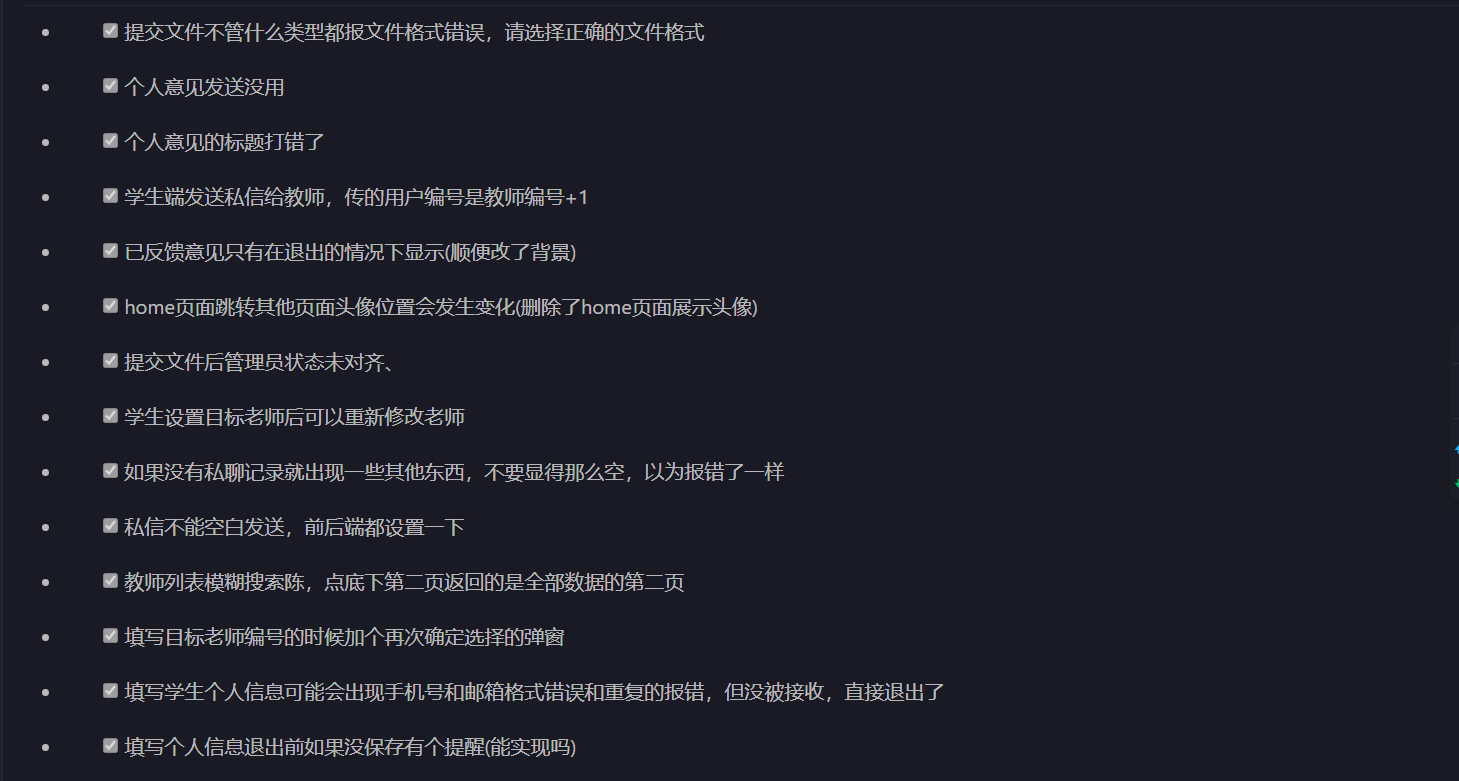 提交文件不管什么类型都报文件格式错误，请选择正确的文件格式
个人意见发送没用
个人意见的标题打错了
学生端发送私信给教师，传的用户编号是教师编号+1
已反馈意见只有在退出的情况下显示(顺便改了背景)
home页面跳转其他页面头像位置会发生变化(删除了home页面展示头像)
提交文件后管理员状态未对齐、
学生设置目标老师后可以重新修改老师
如果没有私聊记录就出现一些其他东西，不要显得那么空，以为报错了一样
私信不能空白发送，前后端都设置一下
教师列表模糊搜索陈，点底下第二页返回的是全部数据的第二页
填写目标老师编号的时候加个再次确定选择的弹窗
填写学生个人信息可能会出现手机号和邮箱格式错误和重复的报错，但没被接收，直接退出了
填写个人信息退出前如果没保存有个提醒(能实现吗)